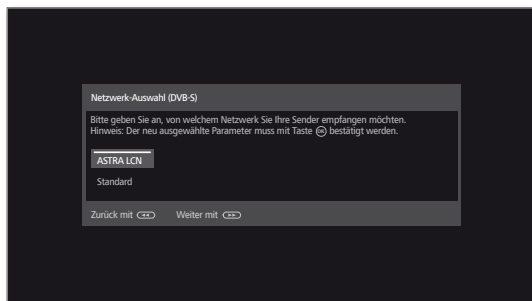 Netzwerk-Auswahl (DVB-S)
Bitte geben Sie an, von welchem Netzwerk Sie Ihre Sender empfangen möchten.
Hinweis: Der neu ausgewählte Parameter muss mit Taste OK bestätigt werden.
ASTRA LCN
Standard
Zurück mit Weiter mit